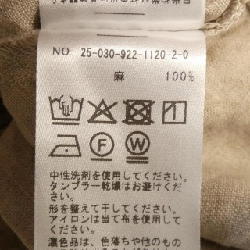 NO 25-030-922-1120 2-0
麻 100%
F W
中性洗剤を使用してください。
タンブラー乾燥はお避けくださ
い。
形を整えて干してください。
アイロンは当て布を使用して
ください。
濃色品は、色落ちや他のもの